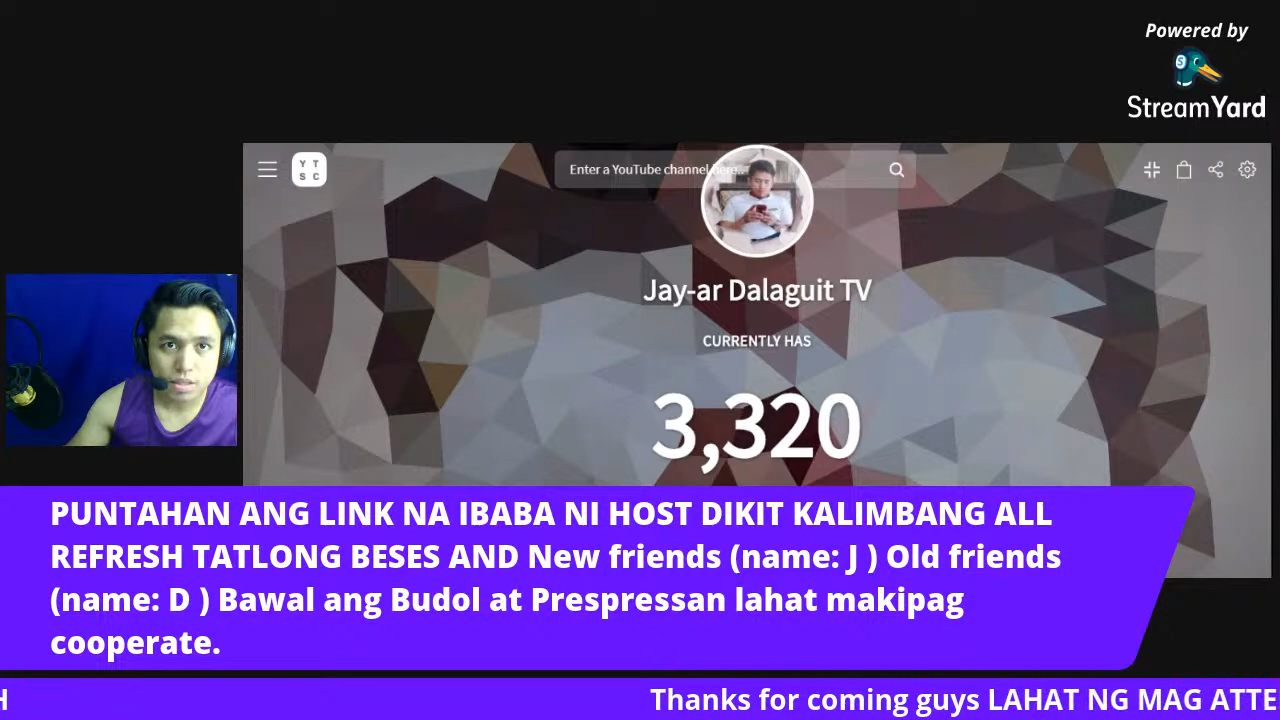 Powered by
StreamYard
Y T
S C
Enter a YouTube channel here..
Jay-ar Dalaguit TV
CURRENTLY HAS
3,320
PUNTAHAN ANG LINK NA IBABA NI HOST DIKIT KALIMBANG ALL
REFRESH TATLONG BESES AND New friends (name: J ) Old friends
(name: D ) Bawal ang Budol at Prespressan lahat makipag
cooperate.
H Thanks for coming guys LAHAT NG MAG ATTE